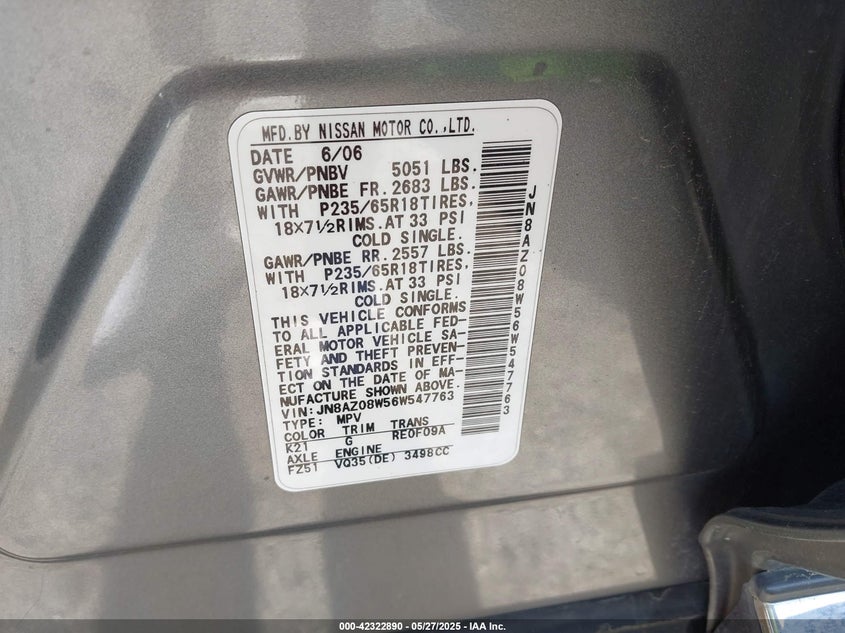 MFD.BY NISSAN MOTOR CO.,LTD.
DATE 6/06
GVWR/PNBV 5051 LBS.
GAWR/PNBE FR. 2683 LBS.
WITH P235/65R18TIRES,
18×7½RIMS.AT 33 PSI
COLD SINGLE.
GAWR/PNBE RR. 2557 LBS.
WITH P235/65R18TIRES,
18×7½RIMS.AT 33 PSI
COLD SINGLE.
THIS VEHICLE CONFORMS
TO ALL APPLICABLE FED-
ERAL MOTOR VEHICLE SA-
FETY AND THEFT PREVEN-
TION STANDARDS IN EFF-
ECT ON THE DATE OF MA-
NUFACTURE SHOWN ABOVE.
VIN: JN8AZ08W56W547763
TYPE: MPV
COLOR TRIM TRANS
K21 G RE0F09A
AXLE ENGINE
FZ51 VQ35(DE) 3498CC
JN8AZ08W56W547763
000-42322890 - 05/27/2025 - IAA Inc.